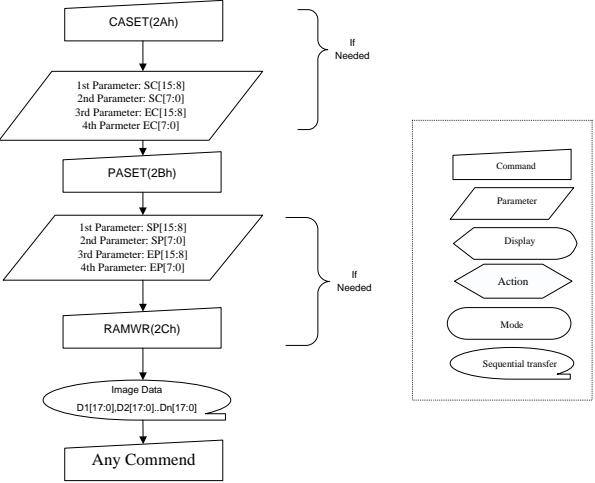 CASET(2Ah)
If
Needed
1st Parameter: SC[15:8]
2nd Parameter: SC[7:0]
3rd Parameter: EC[15:8]
4th Parmeter EC[7:0]
PASET(2Bh)
1st Parameter: SP[15:8]
2nd Parameter: SP[7:0]
3rd Parameter: EP[15:8]
4th Parameter: EP[7:0]
If
Needed
RAMWR(2Ch)
Image Data
D1[17:0],D2[17:0]..Dn[17:0]
Any Commend
Command
Parameter
Display
Action
Mode
Sequential transfer